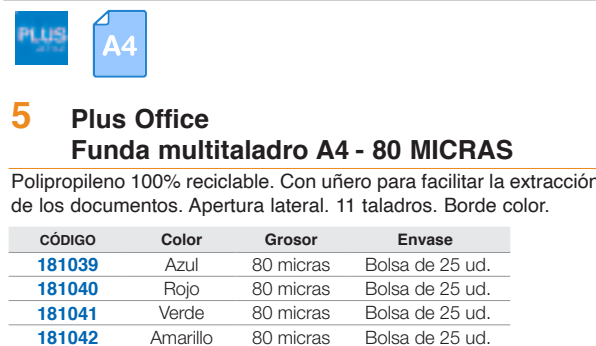 PLUS
A4
5 Plus Office
Funda multitaladro A4 - 80 MICRAS
Polipropileno 100% reciclable. Con uñero para facilitar la extracción
de los documentos. Apertura lateral. 11 taladros. Borde color.
CÓDIGO Color Grosor Envase
181039 Azul 80 micras Bolsa de 25 ud.
181040 Rojo 80 micras Bolsa de 25 ud.
181041 Verde 80 micras Bolsa de 25 ud.
181042 Amarillo 80 micras Bolsa de 25 ud.